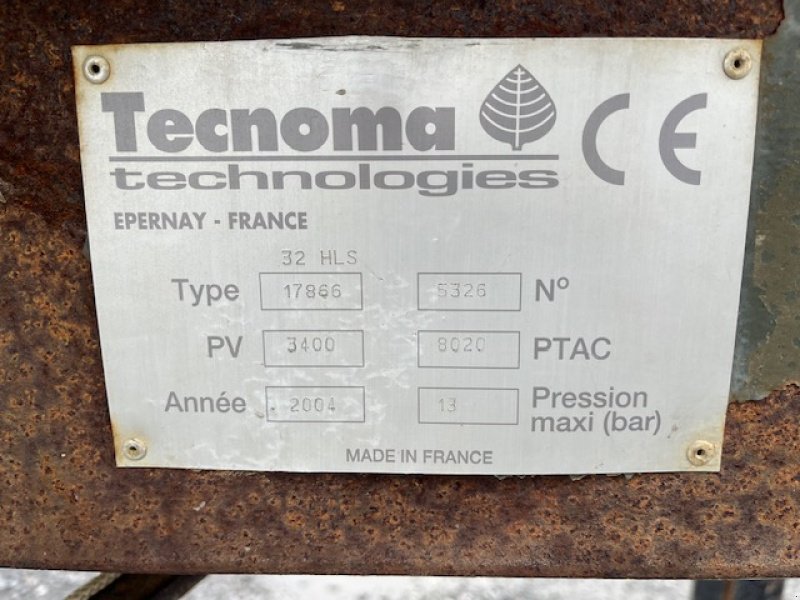 Tecnoma CE
technologies
EPERNAY - FRANCE
32 HLS
Type 17866 5326 N°
PV 3400 8020 PTAC
Année 2004 13 Pression maxi (bar)
MADE IN FRANCE